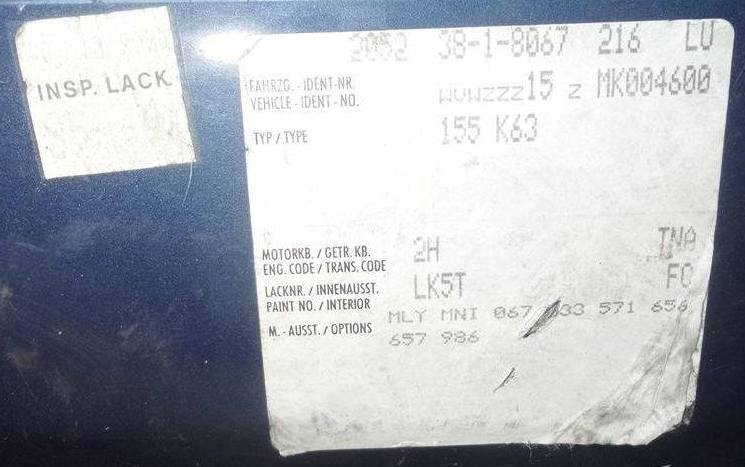 INSP. LACK
2052 38-1-8067 216 LU
FAHRZG. - IDENT-NR.
VEHICLE - IDENT - NO.
WVWZZZ15 Z MK004600
TYP / TYPE
155 K63
MOTORKB. / GETR. KB.
ENG. CODE / TRANS. CODE
2H TNA
LACKNR. / INNENAUSST.
PAINT NO. / INTERIOR
LK5T FC
M. - AUSST. / OPTIONS
MLY MNI 067 571 656
657 986